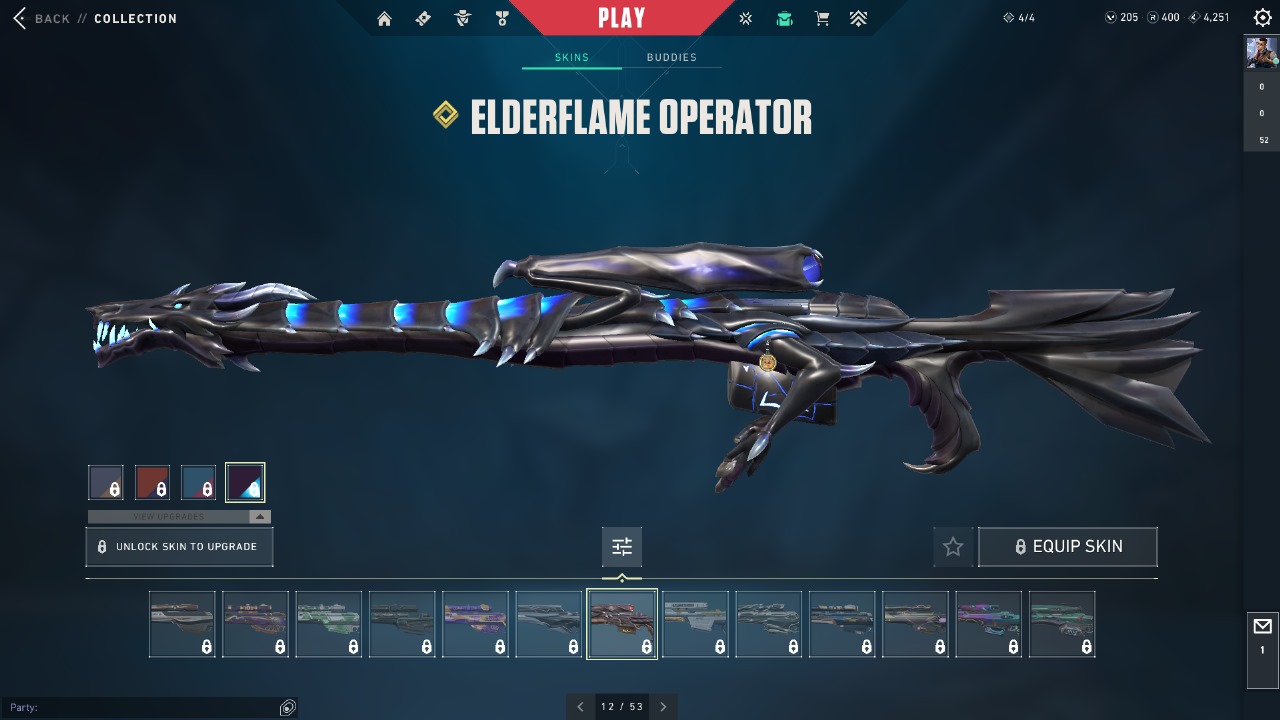 BACK // COLLECTION
PLAY
4/4
205
400
4,251
SKINS
BUDDIES
ELDERFLAME OPERATOR
0
0
52
VIEW UPGRADES
UNLOCK SKIN TO UPGRADE
EQUIP SKIN
1
Party:
12 / 53